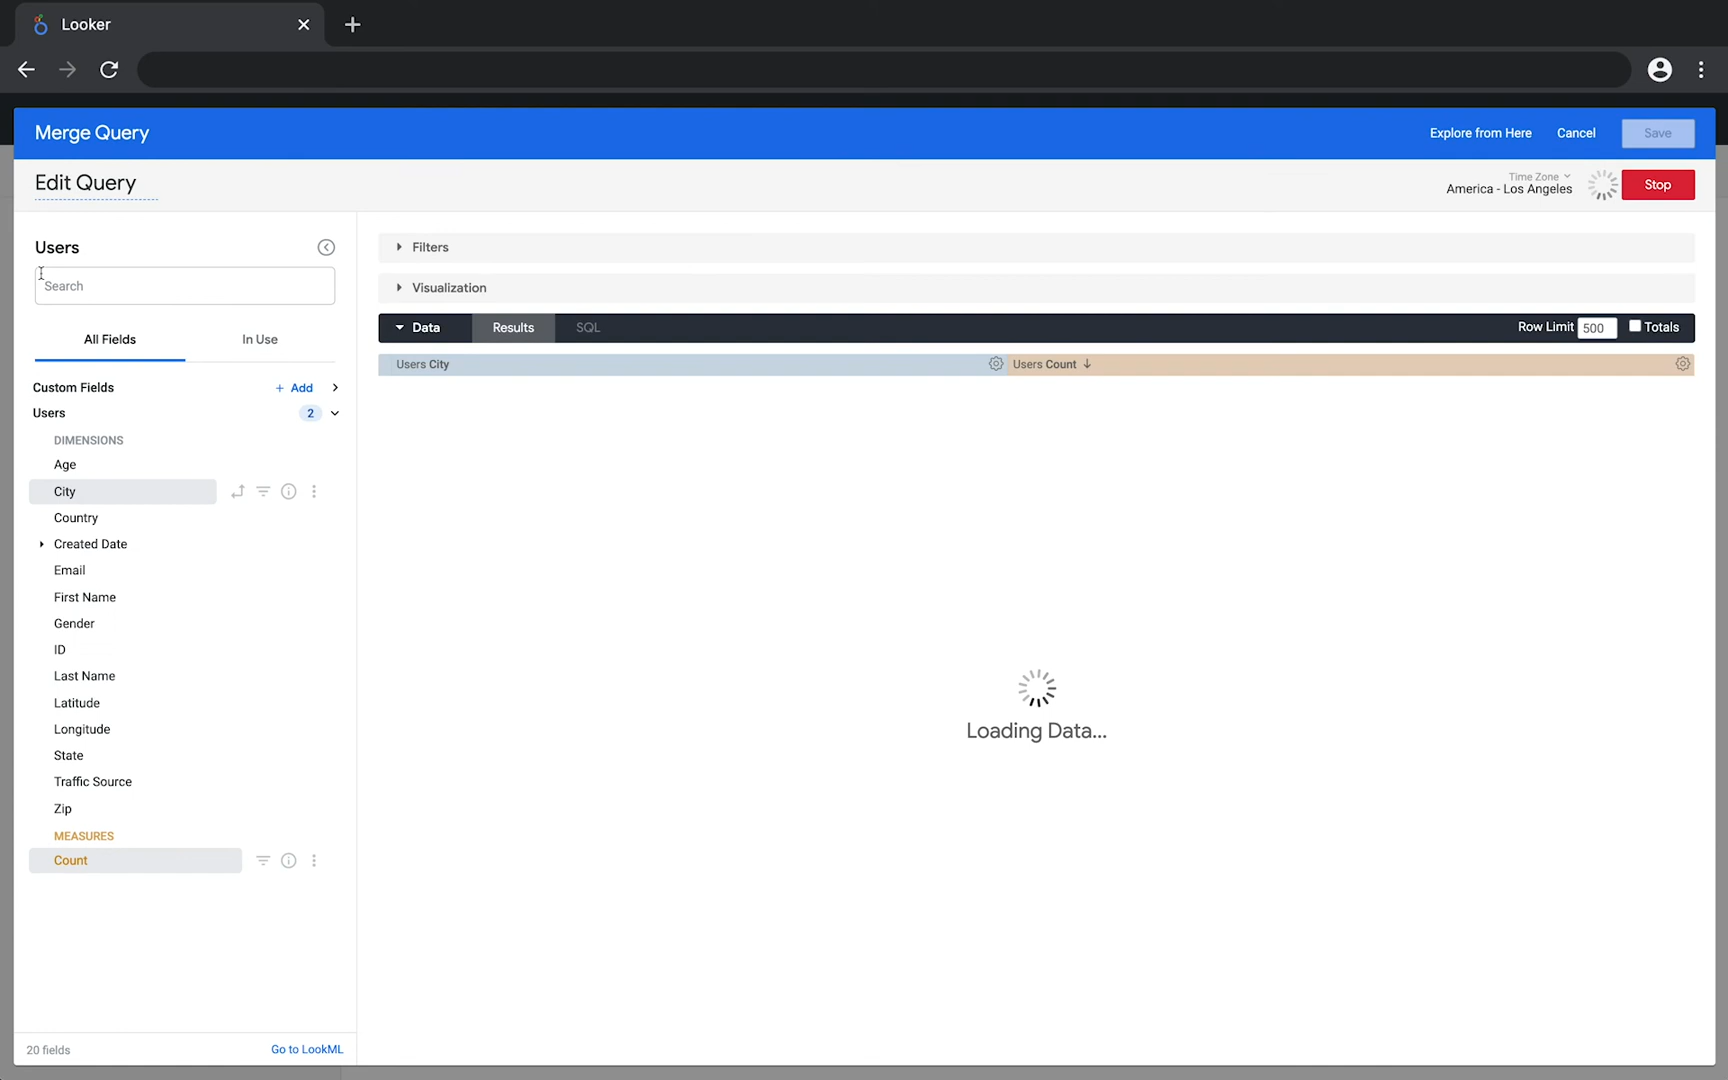 Looker
Merge Query
Explore from Here
Cancel
Save
Edit Query
Time Zone
America - Los Angeles
Stop
Users
Search
All Fields
In Use
Custom Fields
+ Add
Users
2
DIMENSIONS
Age
City
Country
Created Date
Email
First Name
Gender
ID
Last Name
Latitude
Longitude
State
Traffic Source
Zip
MEASURES
Count
20 fields
Go to LookML
Filters
Visualization
Data
Results
SQL
Row Limit 500
Totals
Users City
Users Count ↓
Loading Data...